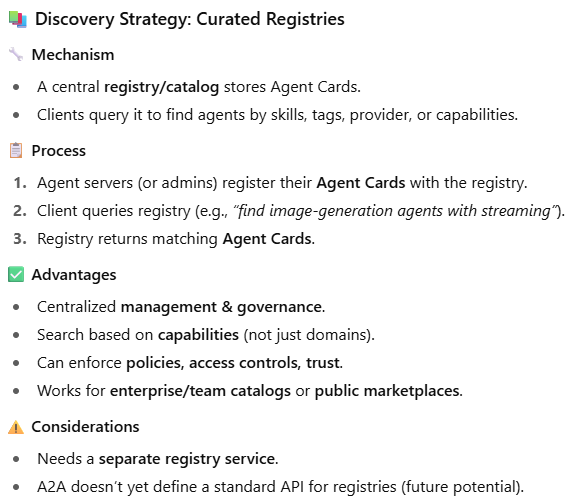 Discovery Strategy: Curated Registries
Mechanism
• A central registry/catalog stores Agent Cards.
• Clients query it to find agents by skills, tags, provider, or capabilities.
Process
1. Agent servers (or admins) register their Agent Cards with the registry.
2. Client queries registry (e.g., “find image-generation agents with streaming”).
3. Registry returns matching Agent Cards.
Advantages
• Centralized management & governance.
• Search based on capabilities (not just domains).
• Can enforce policies, access controls, trust.
• Works for enterprise/team catalogs or public marketplaces.
Considerations
• Needs a separate registry service.
• A2A doesn’t yet define a standard API for registries (future potential).